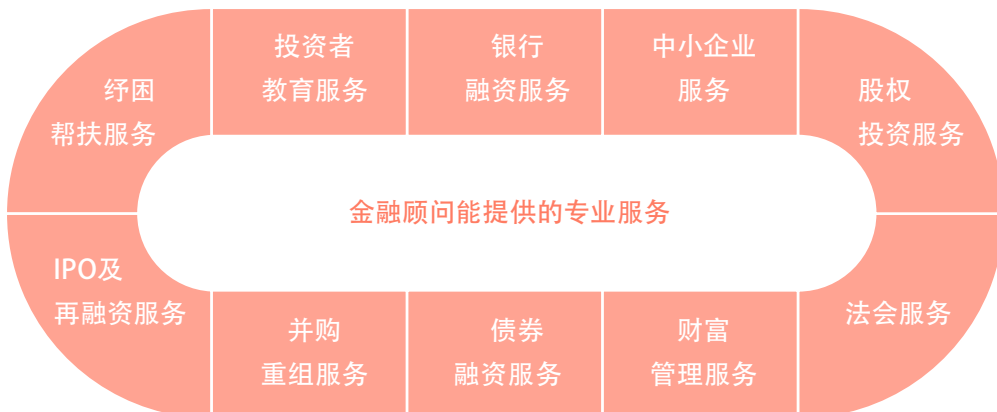 纾困
帮扶服务
投资者
教育服务
银行
融资服务
中小企业
服务
股权
投资服务
金融顾问能提供的专业服务
IPO及
再融资服务
并购
重组服务
债券
融资服务
财富
管理服务
法会服务